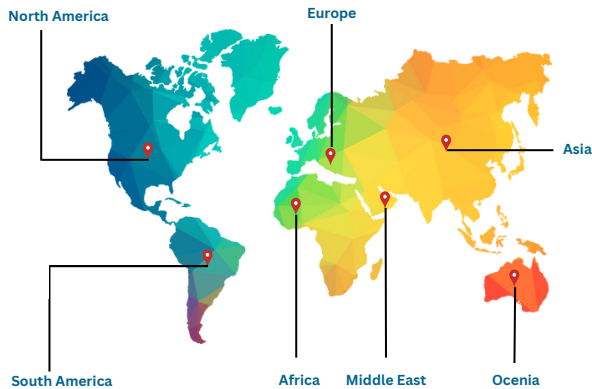 Europe
North America
Asia
South America
Africa
Middle East
Ocenia